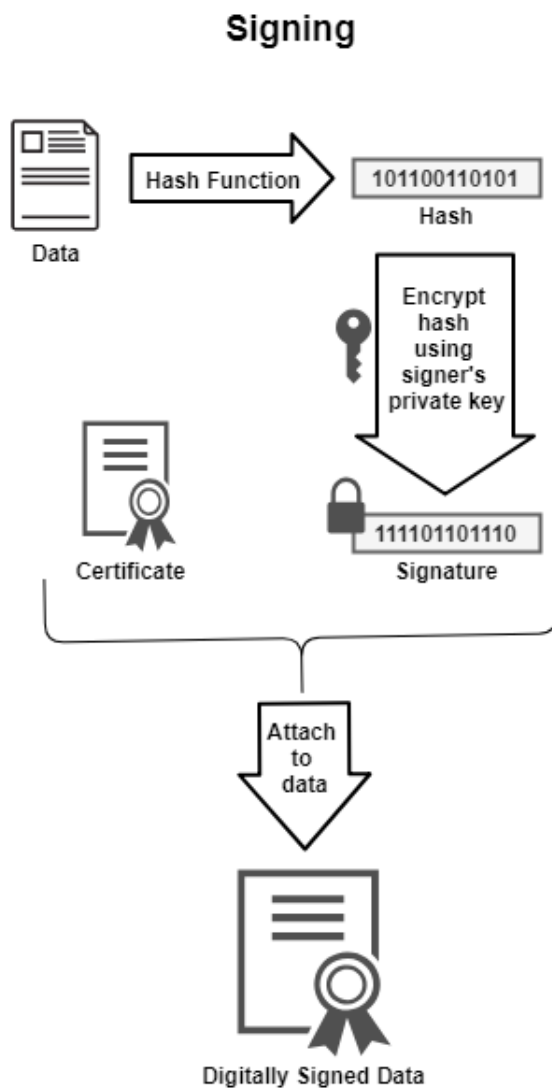 Signing
Hash Function
101100110101
Data
Hash
Encrypt
hash
using
signer's
private key
111101101110
Certificate
Signature
Attach
to
data
Digitally Signed Data